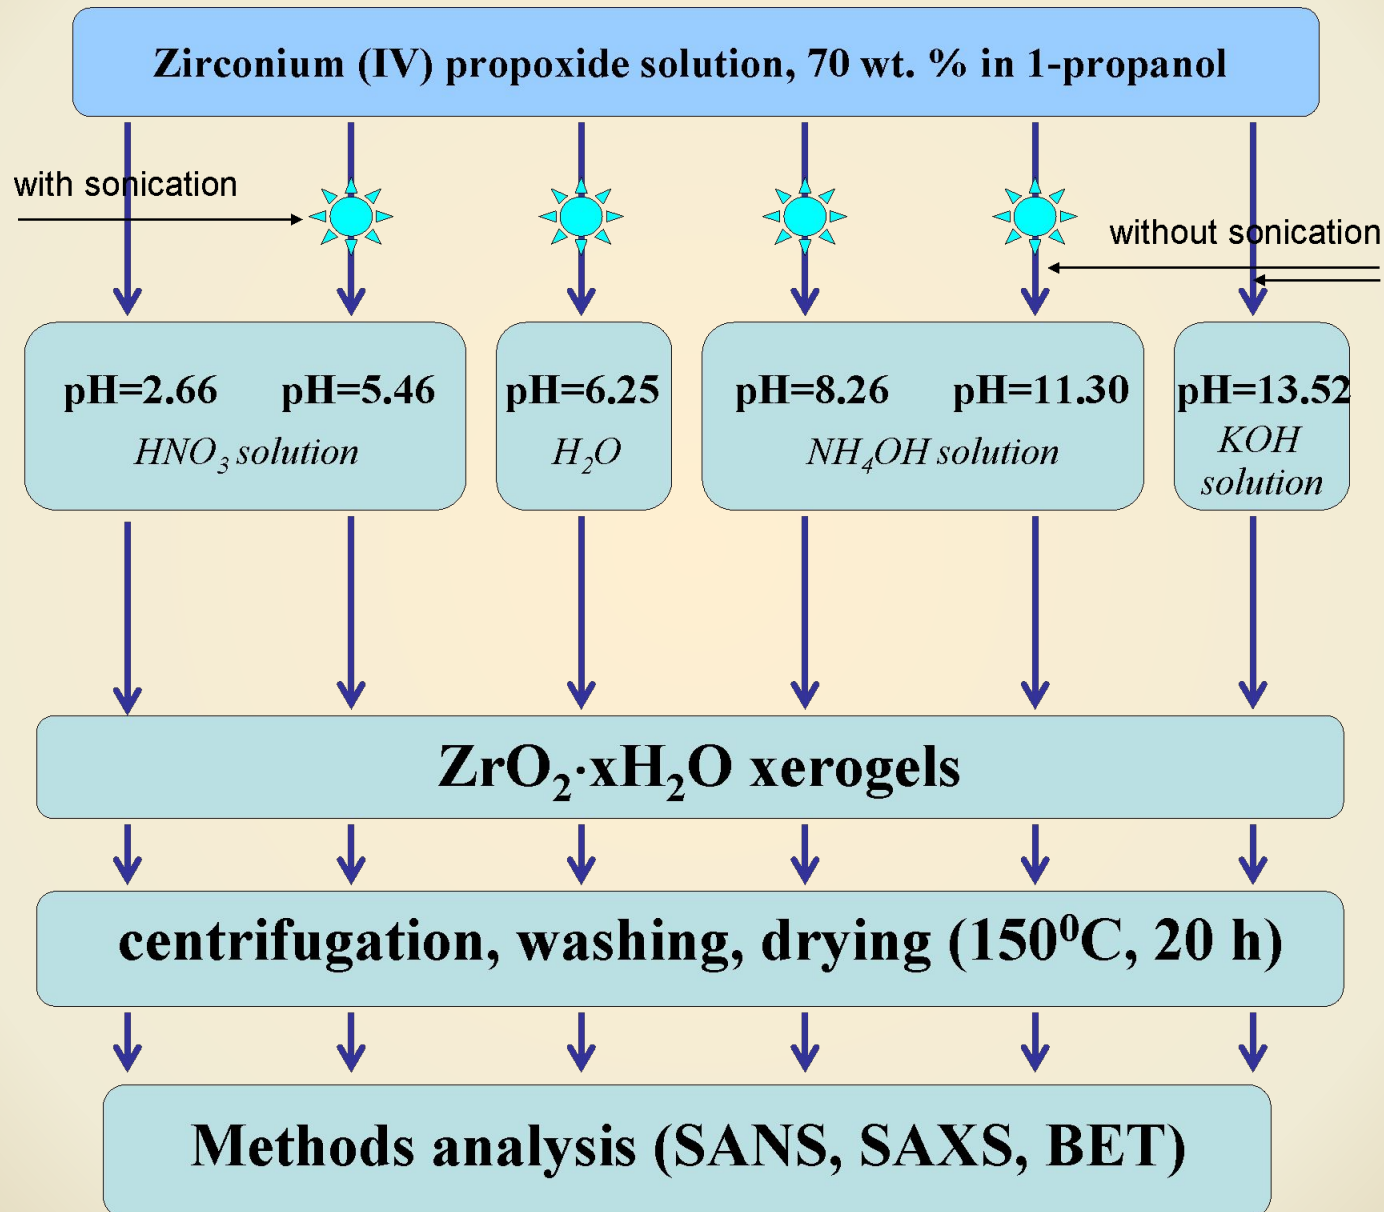 Zirconium (IV) propoxide solution, 70 wt. % in 1-propanol
with sonication
without sonication
pH=2.66 pH=5.46
HNO₃ solution
pH=6.25
H₂O
pH=8.26 pH=11.30
NH₄OH solution
pH=13.52
KOH
solution
ZrO₂·xH₂O xerogels
centrifugation, washing, drying (150⁰C, 20 h)
Methods analysis (SANS, SAXS, BET)